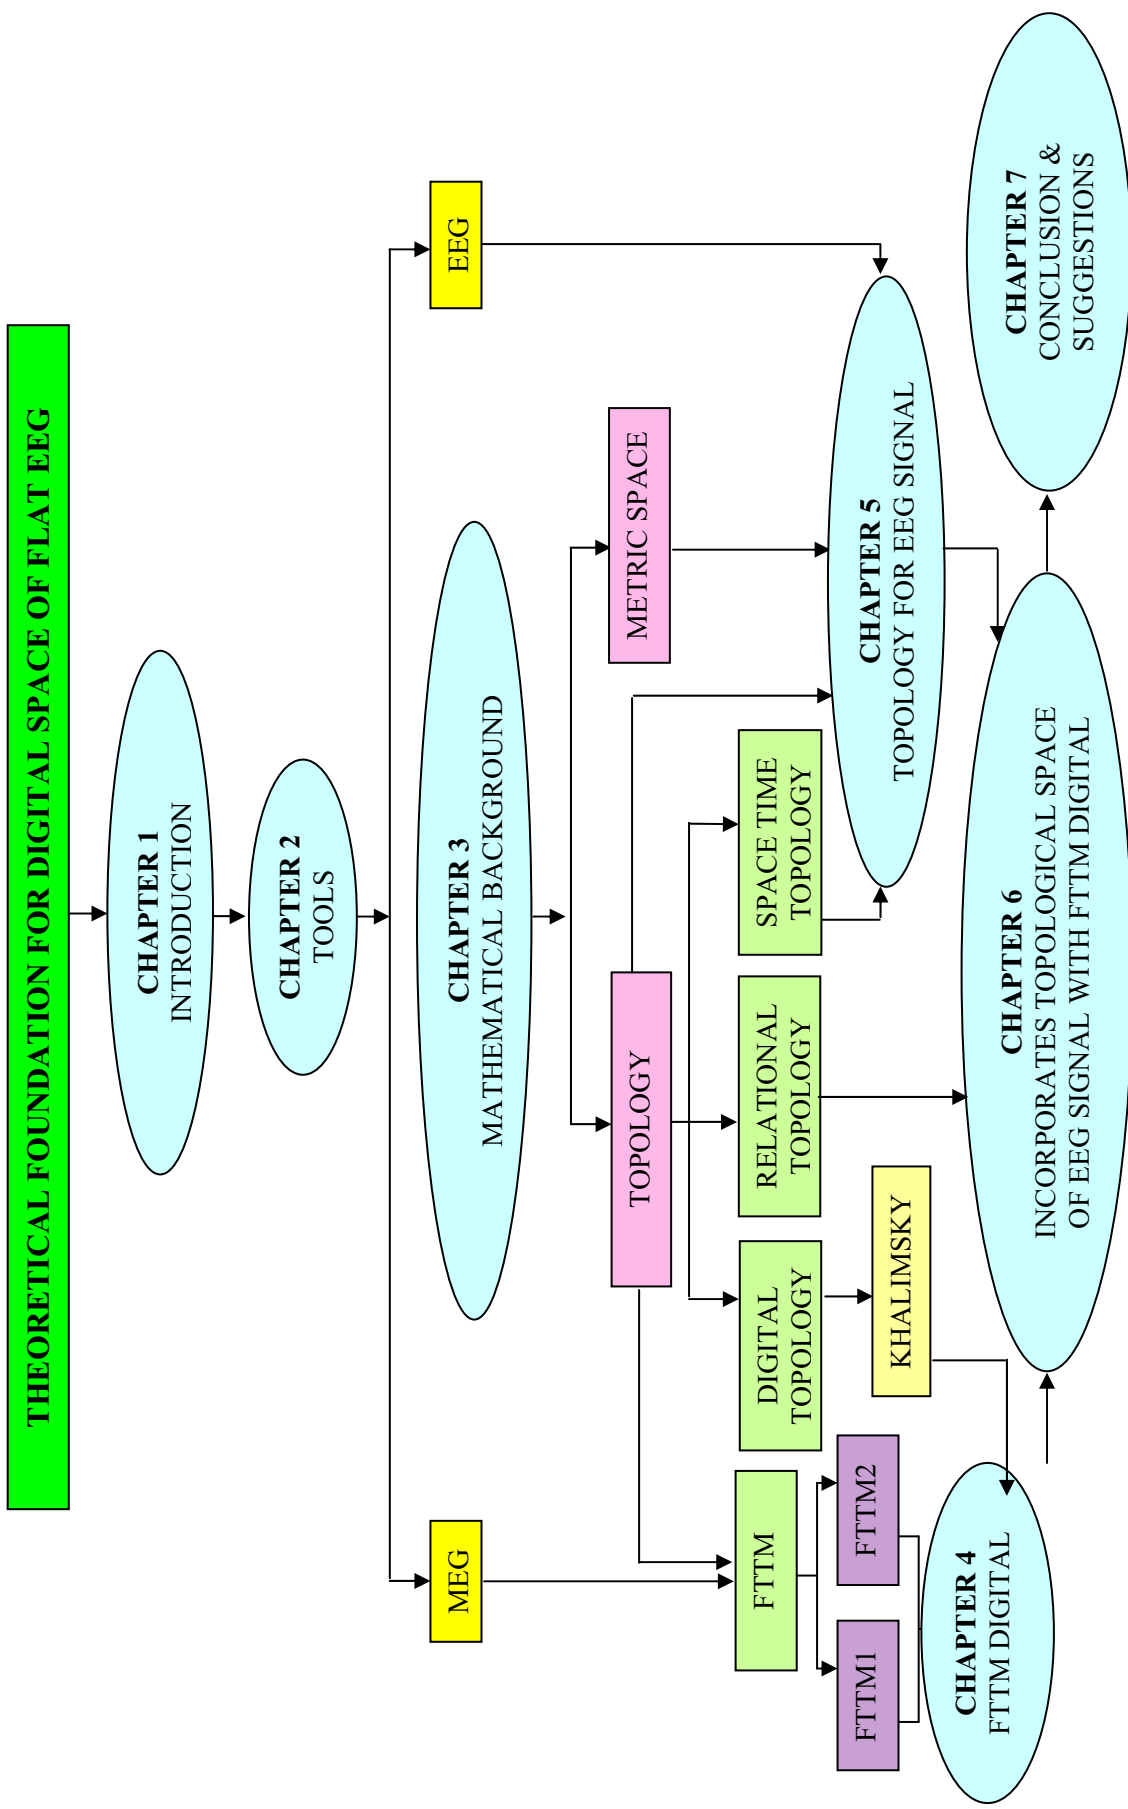 THEORETICAL FOUNDATION FOR DIGITAL SPACE OF FLAT EEG
CHAPTER 1
INTRODUCTION
CHAPTER 2
TOOLS
MEG
CHAPTER 3
MATHEMATICAL BACKGROUND
EEG
TOPOLOGY
METRIC SPACE
FTTM
DIGITAL
TOPOLOGY
RELATIONAL
TOPOLOGY
SPACE TIME
TOPOLOGY
FTTM1
FTTM2
KHALIMSKY
CHAPTER 5
TOPOLOGY FOR EEG SIGNAL
CHAPTER 4
FTTM DIGITAL
CHAPTER 6
INCORPORATES TOPOLOGICAL SPACE
OF EEG SIGNAL WITH FTTM DIGITAL
CHAPTER 7
CONCLUSION &
SUGGESTIONS